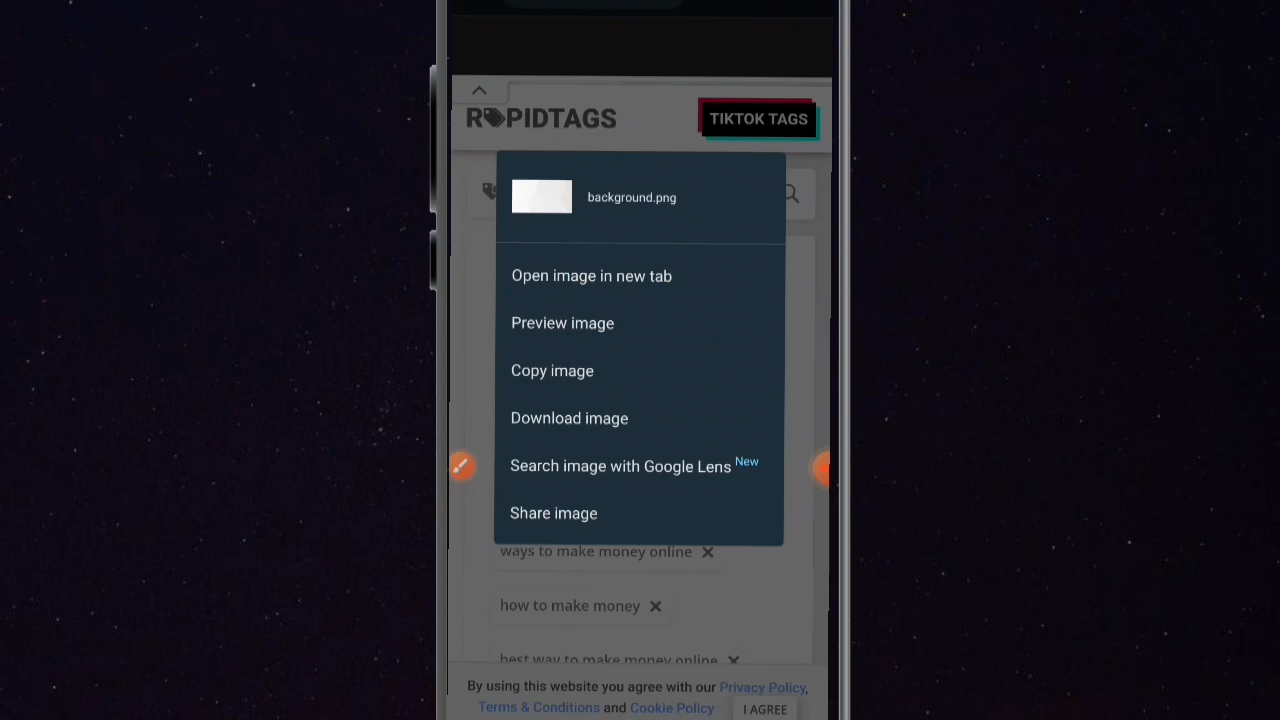 RAPIDTAGS
TIKTOK TAGS
background.png
Open image in new tab
Preview image
Copy image
Download image
Search image with Google Lens New
Share image
ways to make money online ×
how to make money ×
best way to make money online ×
By using this website you agree with our Privacy Policy,
Terms & Conditions and Cookie Policy
I AGREE